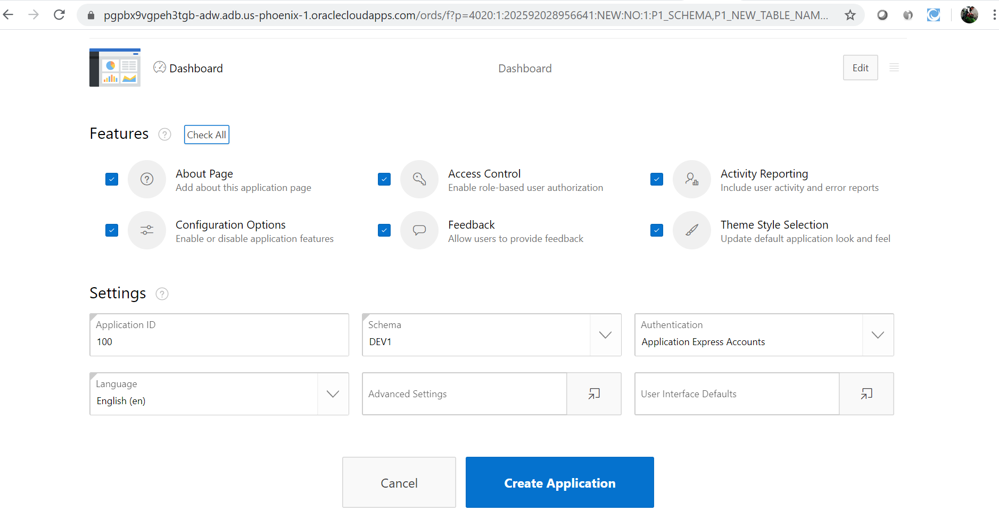 pgpbx9vgpeh3tgb-adw.adb.us-phoenix-1.oraclecloudapps.com/ords/f?p=4020:1:202592028956641:NEW:NO:1:P1_SCHEMA,P1_NEW_TABLE_NAM...
Dashboard Dashboard Edit
Features ? Check All
? About Page
Add about this application page
Access Control
Enable role-based user authorization
Activity Reporting
Include user activity and error reports
Configuration Options
Enable or disable application features
Feedback
Allow users to provide feedback
Theme Style Selection
Update default application look and feel
Settings ?
Application ID
100
Schema
DEV1
Authentication
Application Express Accounts
Language
English (en)
Advanced Settings
User Interface Defaults
Cancel Create Application